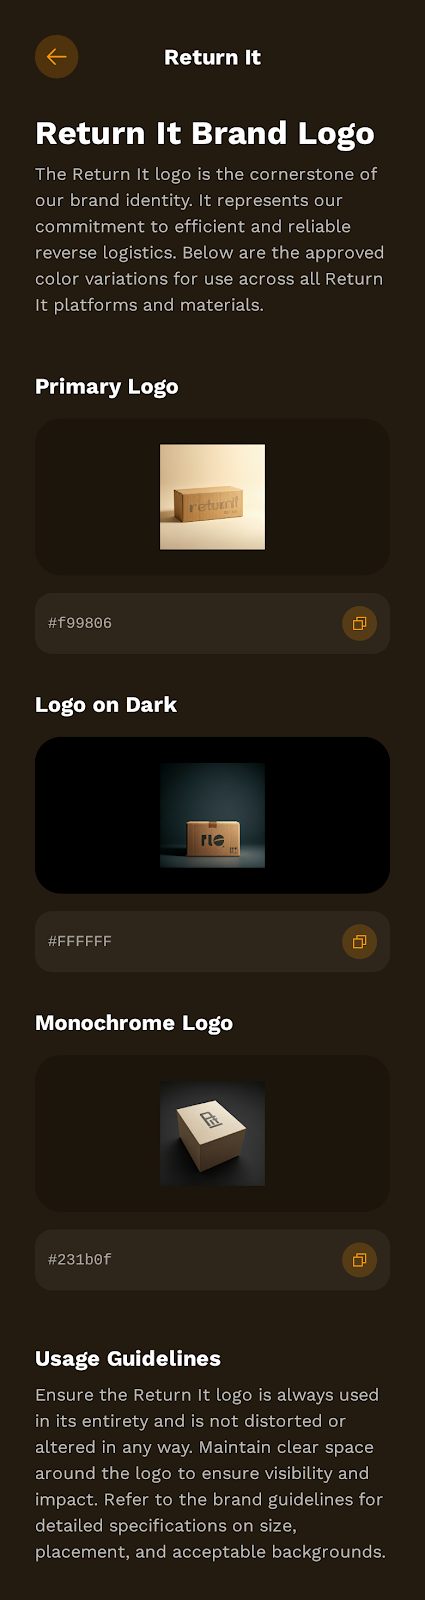 Return It
Return It Brand Logo
The Return It logo is the cornerstone of
our brand identity. It represents our
commitment to efficient and reliable
reverse logistics. Below are the approved
color variations for use across all Return
It platforms and materials.
Primary Logo
returnit
#f99806
Logo on Dark
#FFFFFF
Monochrome Logo
#231b0f
Usage Guidelines
Ensure the Return It logo is always used
in its entirety and is not distorted or
altered in any way. Maintain clear space
around the logo to ensure visibility and
impact. Refer to the brand guidelines for
detailed specifications on size,
placement, and acceptable backgrounds.